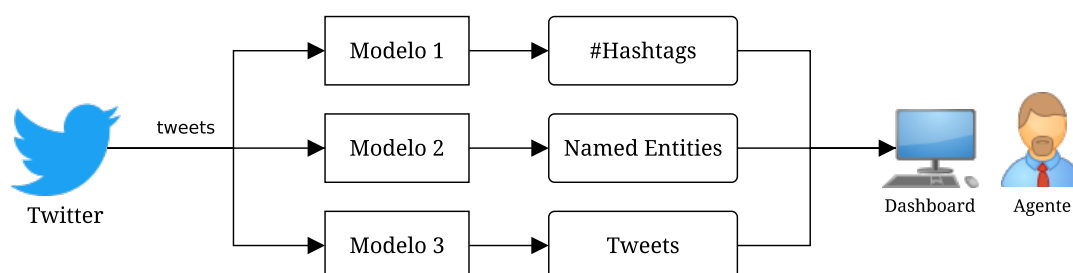 Modelo 1
#Hashtags
tweets
Modelo 2
Named Entities
Twitter
Dashboard
Agente
Modelo 3
Tweets